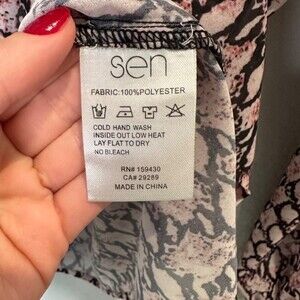 sen
FABRIC:100%POLYESTER
COLD HAND WASH
INSIDE OUT LOW HEAT
LAY FLAT TO DRY
NO BLEACH
RN# 159430
CA# 29289
MADE IN CHINA